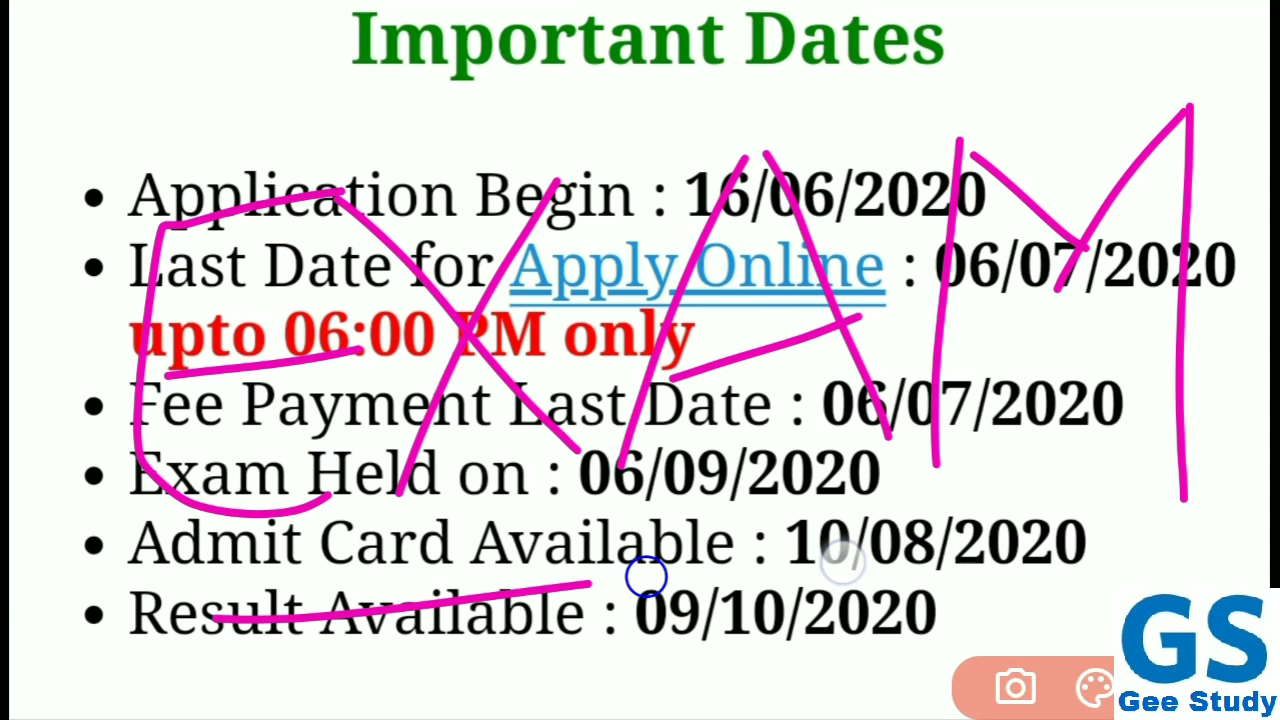 Important Dates
• Application Begin : 16/06/2020
• Last Date for Apply Online : 06/07/2020
upto 06:00 PM only
• Fee Payment Last Date : 06/07/2020
• Exam Held on : 06/09/2020
• Admit Card Available : 10/08/2020
• Result Available : 09/10/2020
EXAM
GS
Gee Study